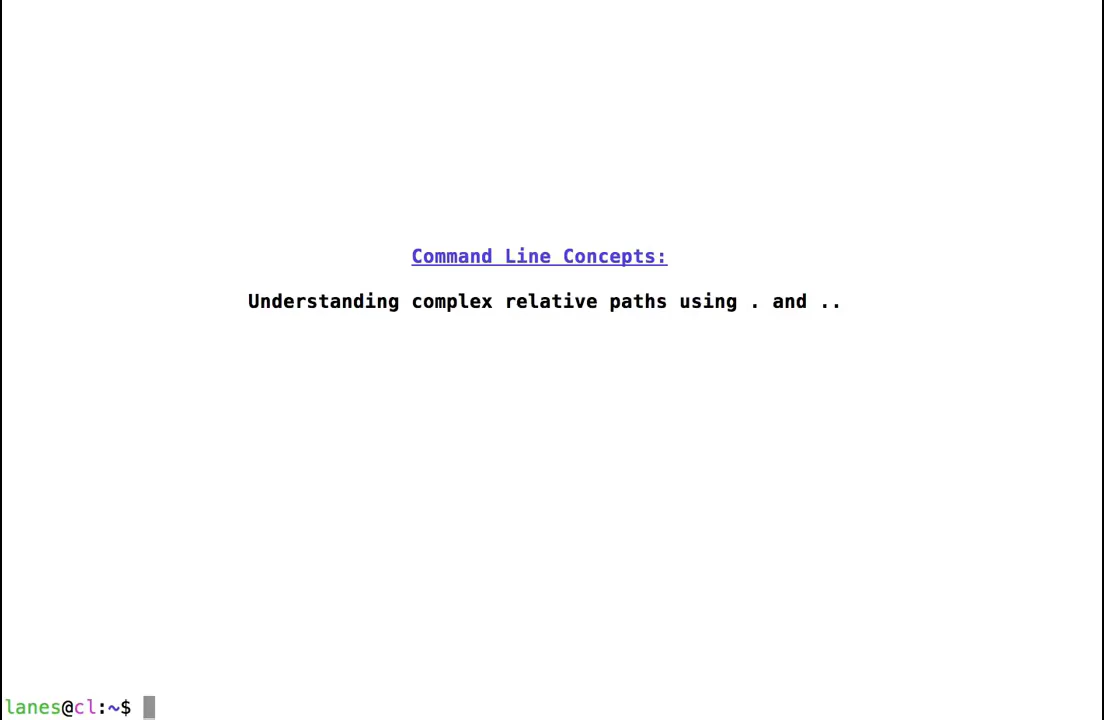 Command Line Concepts:
Understanding complex relative paths using . and ..
lanes@cl:~$